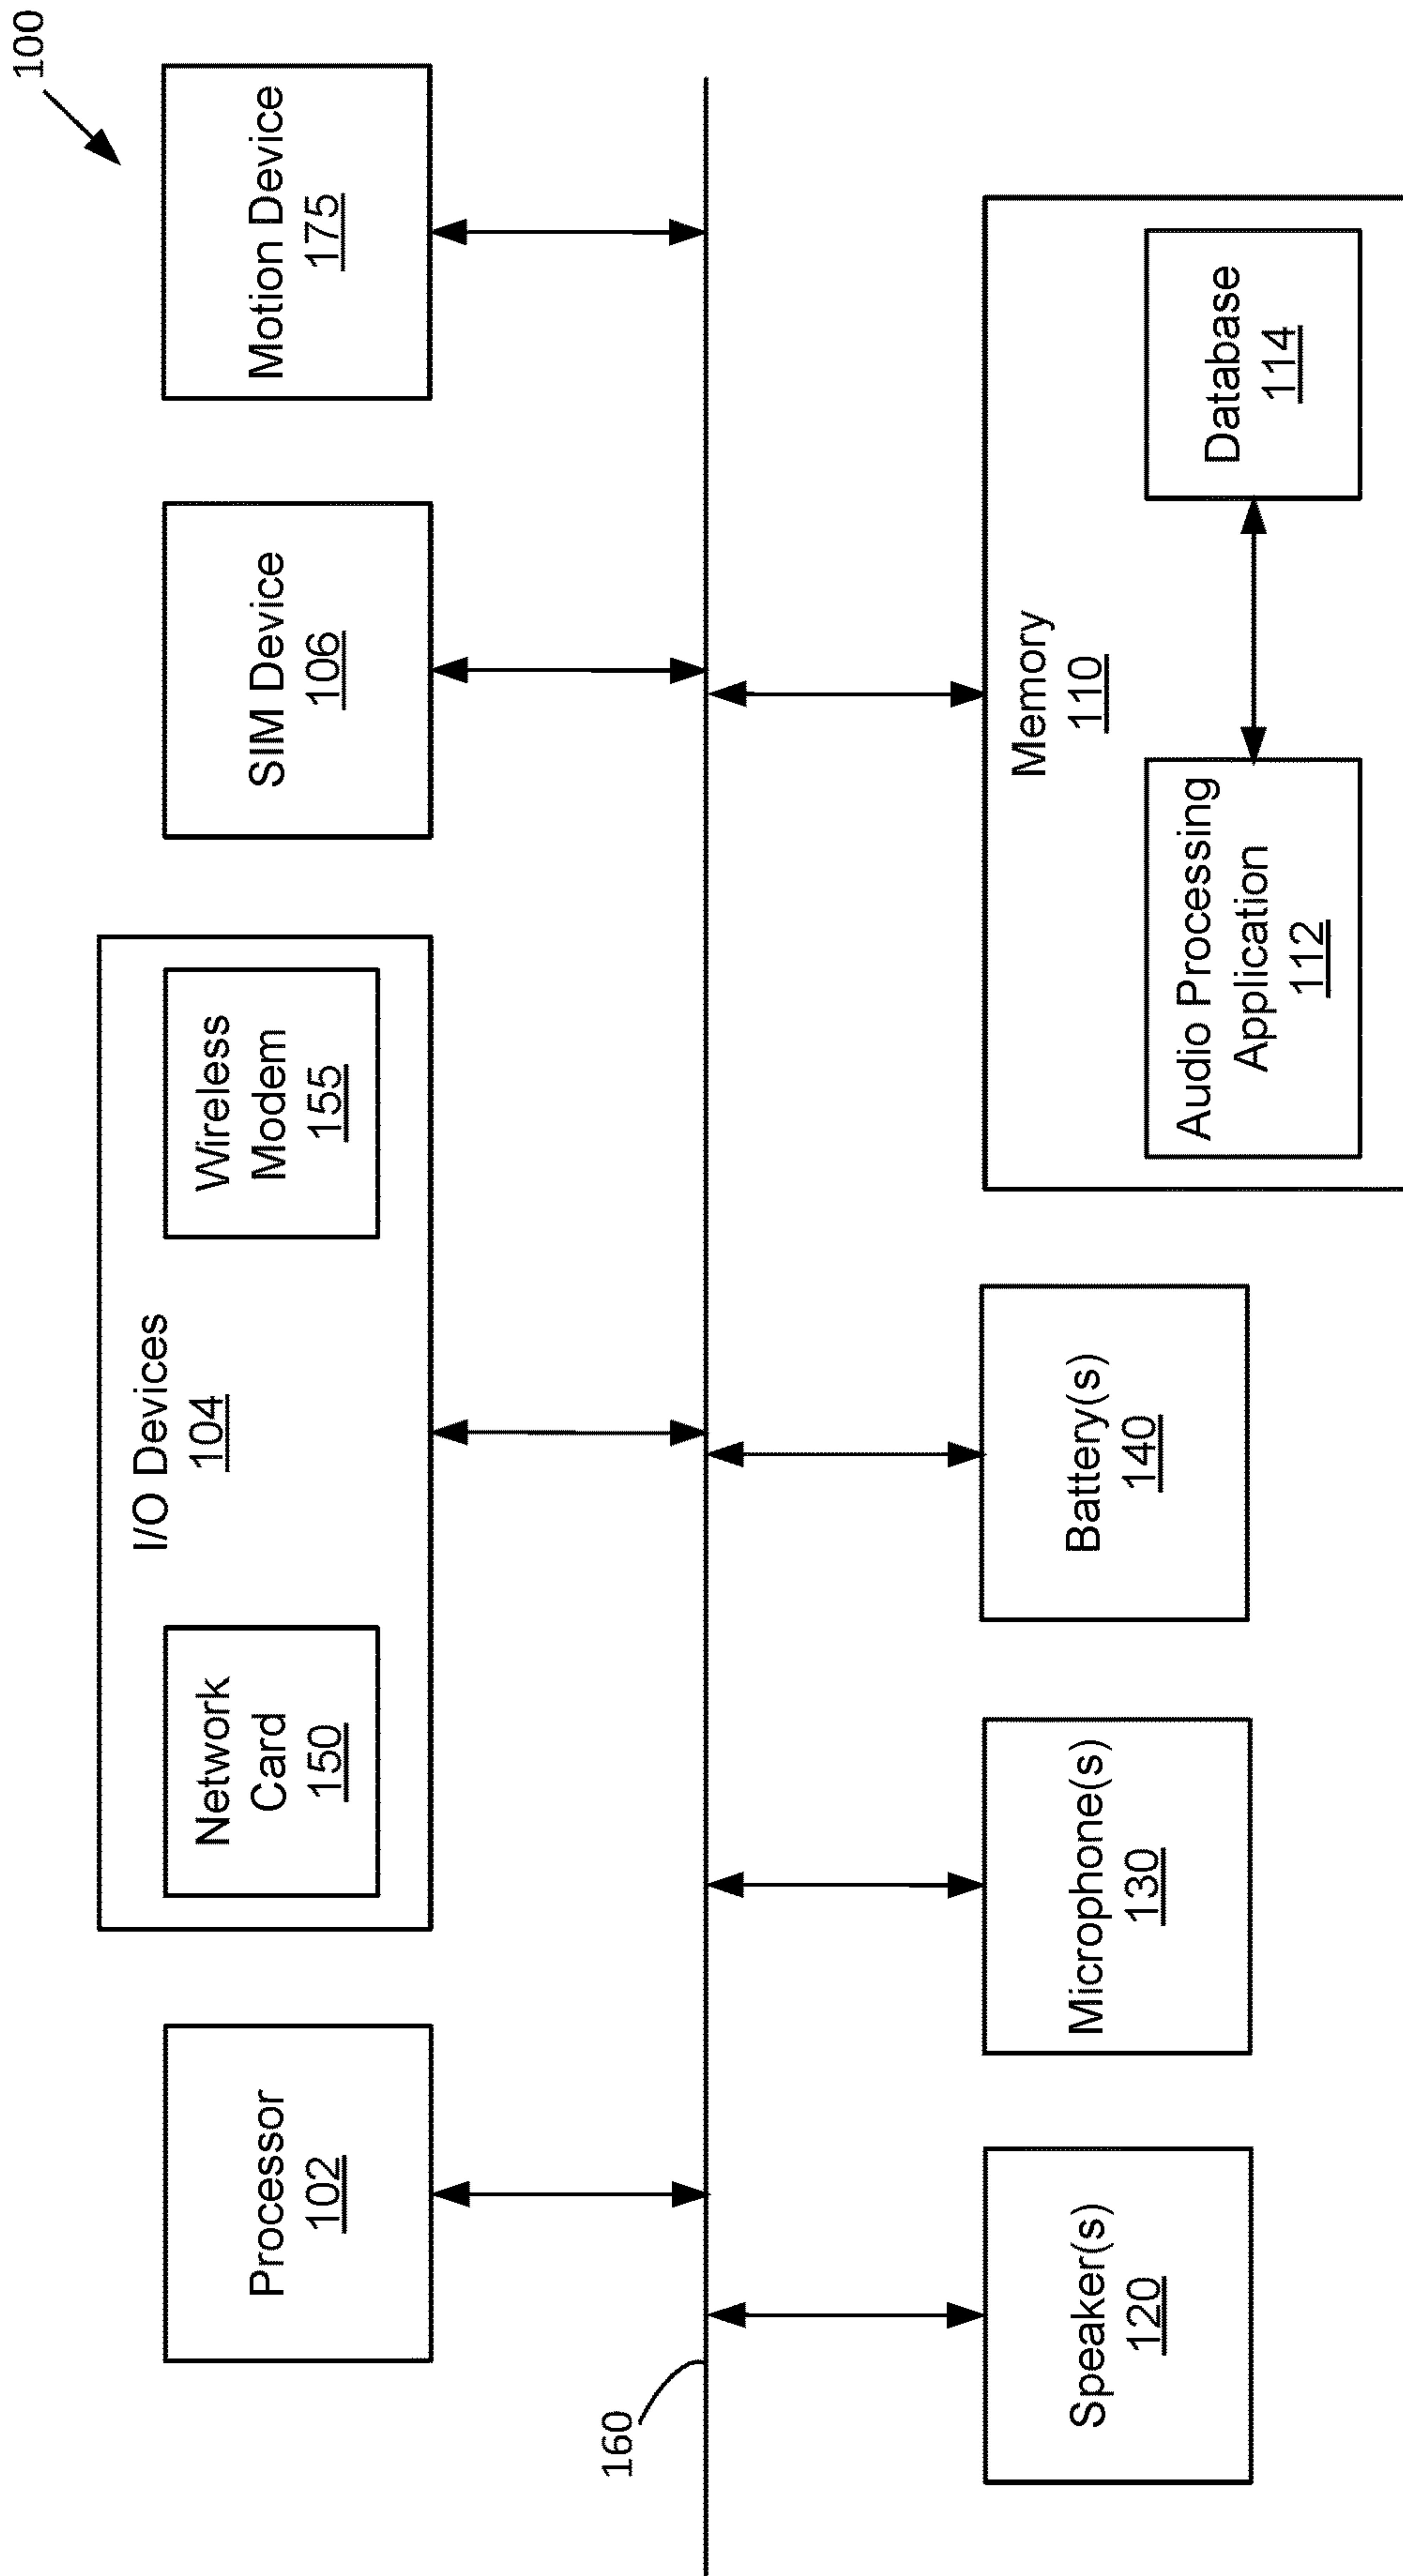 100
Processor
102
I/O Devices
104
Network
Card
150
Wireless
Modem
155
SIM Device
106
Motion Device
175
160
Speaker(s)
120
Microphone(s)
130
Battery(s)
140
Memory
110
Audio Processing
Application
112
Database
114